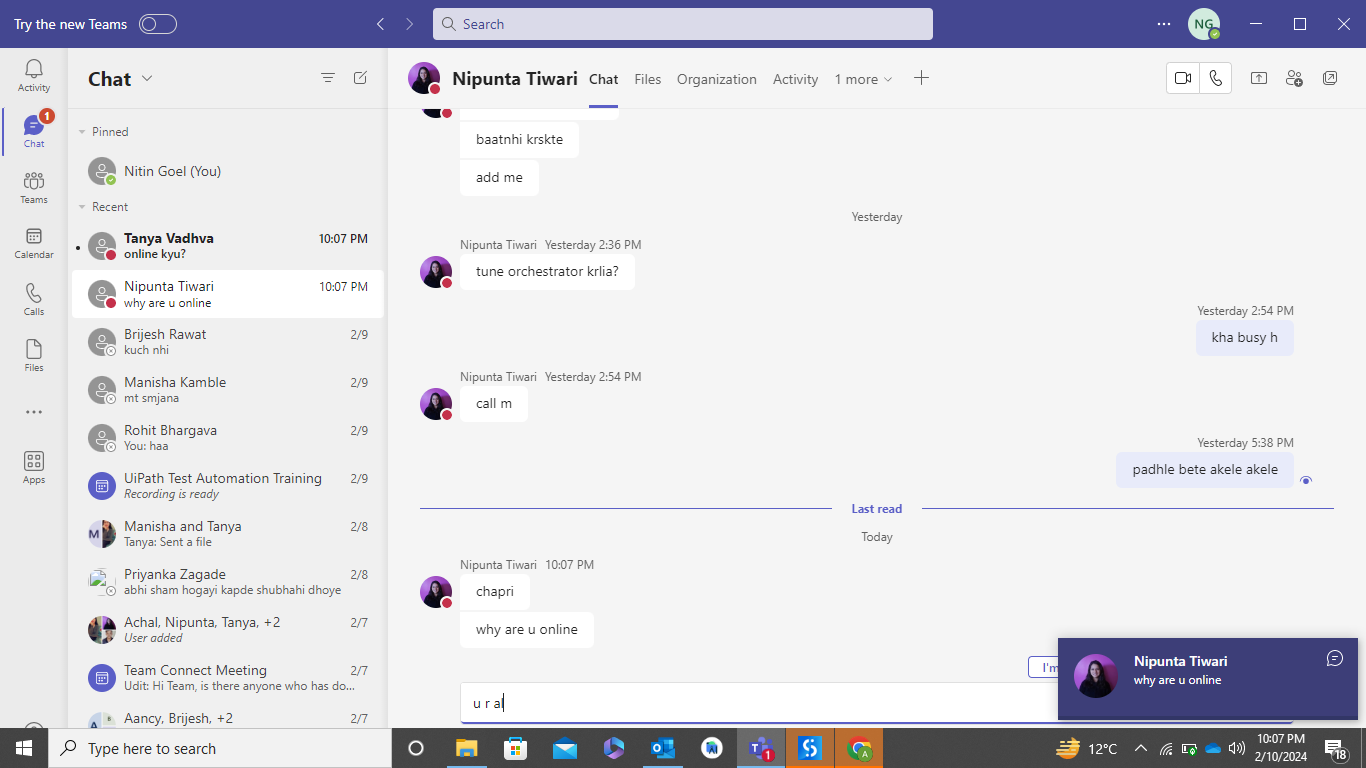 Try the new Teams
Search
NG
Activity
Chat
1
Teams
Calendar
Calls
Files
Apps
Chat
Pinned
Nitin Goel (You)
Recent
Tanya Vadhva 10:07 PM
online kyu?
Nipunta Tiwari 10:07 PM
why are u online
Brijesh Rawat 2/9
kuch nhi
Manisha Kamble 2/9
mt smjana
Rohit Bhargava 2/9
You: haa
UiPath Test Automation Training 2/9
Recording is ready
M
Manisha and Tanya 2/8
Tanya: Sent a file
Priyanka Zagade 2/8
abhi sham hogayi kapde shubhahi dhoye
Achal, Nipunta, Tanya, +2 2/7
User added
Team Connect Meeting 2/7
Udit: Hi Team, is there anyone who has do...
A B
Aancy, Brijesh, +2 2/7
Nipunta Tiwari Chat Files Organization Activity 1 more
baatnhi krskte
add me
Yesterday
Nipunta Tiwari Yesterday 2:36 PM
tune orchestrator krlia?
Yesterday 2:54 PM
kha busy h
Nipunta Tiwari Yesterday 2:54 PM
call m
Yesterday 5:38 PM
padhle bete akele akele
Last read
Today
Nipunta Tiwari 10:07 PM
chapri
why are u online
I'm
u r al
Nipunta Tiwari
why are u online
Type here to search
1
A
12°C
10:07 PM
2/10/2024
18